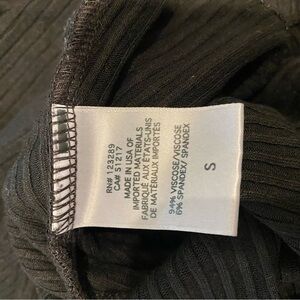 RN# 123289
CA# 51217
MADE IN USA OF
IMPORTED MATERIALS
FABRIQUÉ AUX ÉTATS-UNIS
DE MATÉRIAUX IMPORTÉS
94% VISCOSE/VISCOSE
6% SPANDEX/ SPANDEX
S